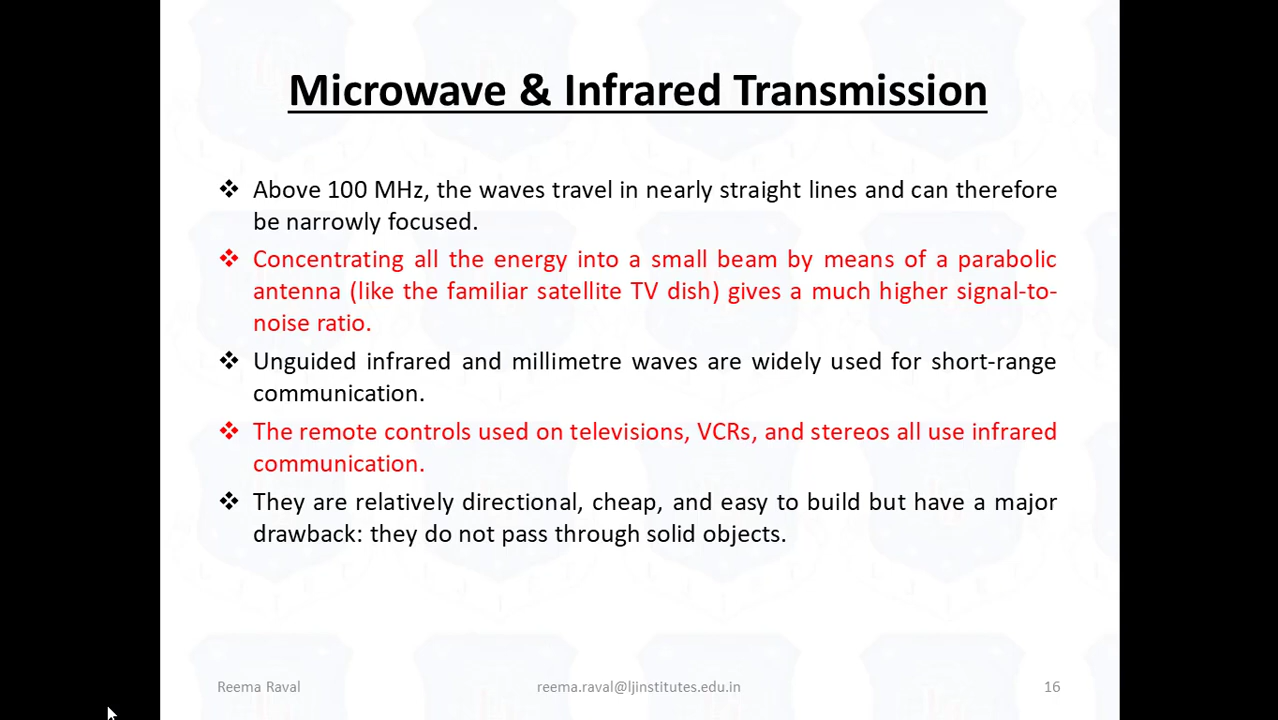 Microwave & Infrared Transmission
❖ Above 100 MHz, the waves travel in nearly straight lines and can therefore
be narrowly focused.
❖ Concentrating all the energy into a small beam by means of a parabolic
antenna (like the familiar satellite TV dish) gives a much higher signal-to-
noise ratio.
❖ Unguided infrared and millimetre waves are widely used for short-range
communication.
❖ The remote controls used on televisions, VCRs, and stereos all use infrared
communication.
❖ They are relatively directional, cheap, and easy to build but have a major
drawback: they do not pass through solid objects.
Reema Raval reema.raval@ljinstitutes.edu.in 16